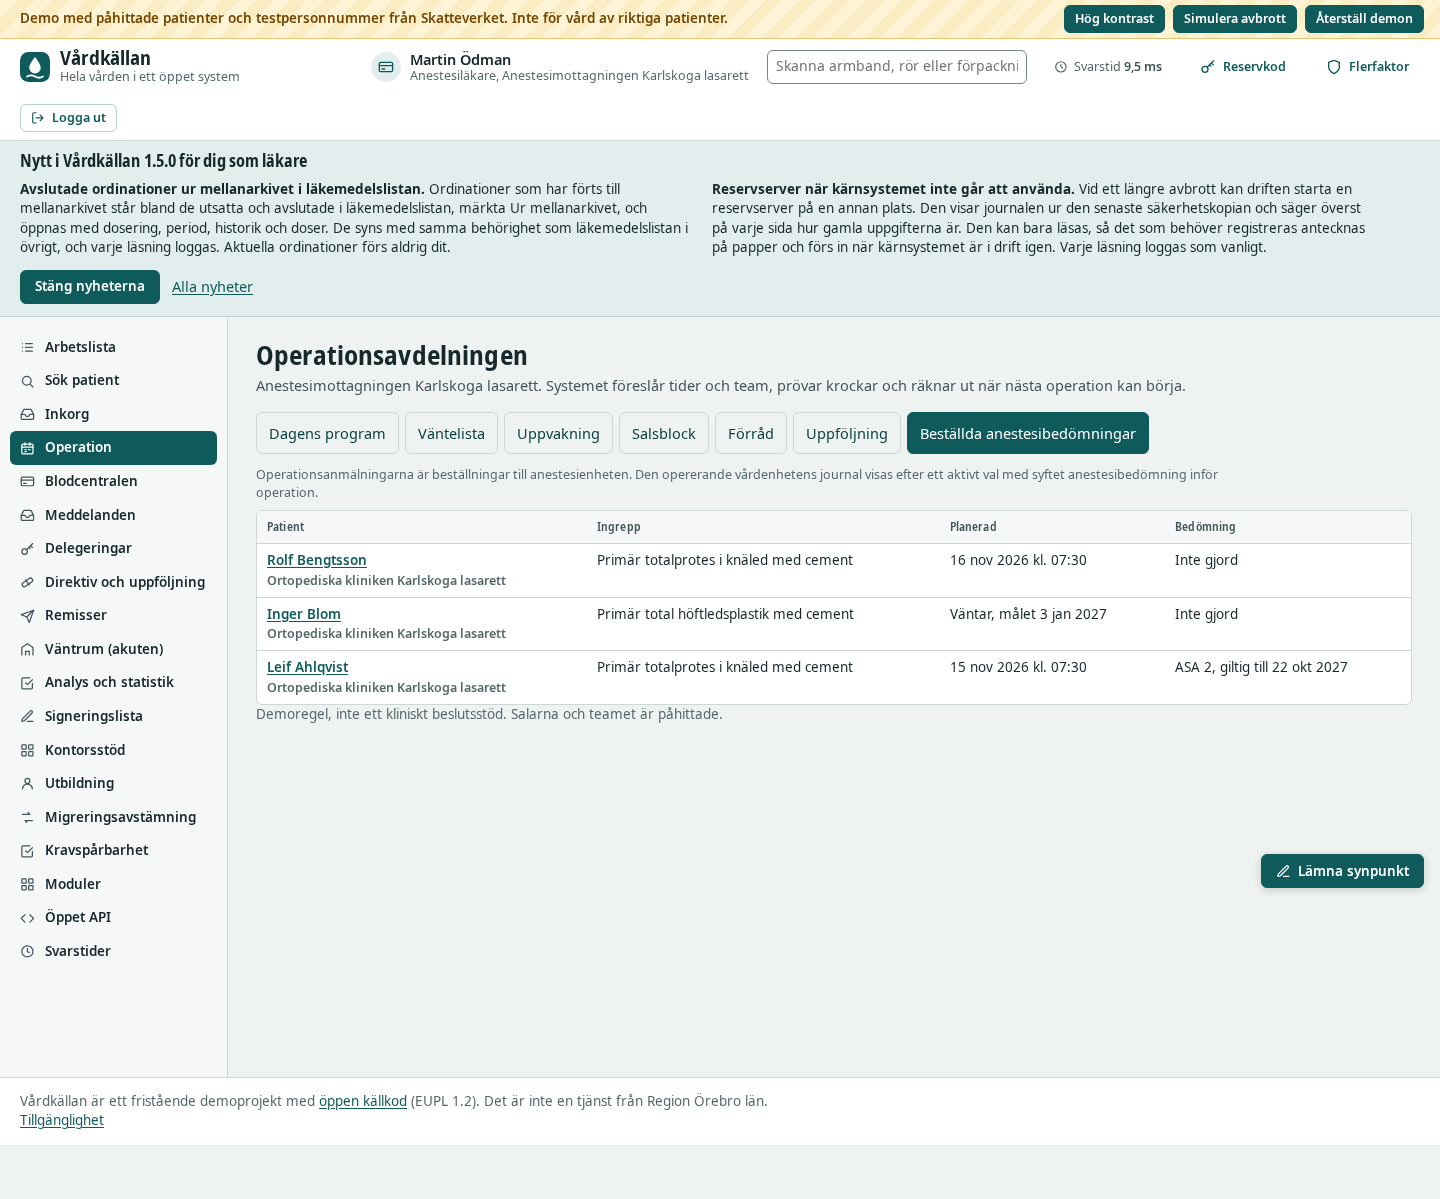 Demo med påhittade patienter och testpersonnummer från Skatteverket. Inte för vård av riktiga patienter.
Hög kontrast
Simulera avbrott
Återställ demon
Vårdkällan
Hela vården i ett öppet system
Martin Ödman
Anestesiläkare, Anestesimottagningen Karlskoga lasarett
Skanna armband, rör eller förpackni
Svarstid 9,5 ms
Reservkod
Flerfaktor
Logga ut
Nytt i Vårdkällan 1.5.0 för dig som läkare
Avslutade ordinationer ur mellanarkivet i läkemedelslistan. Ordinationer som har förts till
mellanarkivet står bland de utsatta och avslutade i läkemedelslistan, märkta Ur mellanarkivet, och
öppnas med dosering, period, historik och doser. De syns med samma behörighet som läkemedelslistan i
övrigt, och varje läsning loggas. Aktuella ordinationer förs aldrig dit.
Reservserver när kärnsystemet inte går att använda. Vid ett längre avbrott kan driften starta en
reservserver på en annan plats. Den visar journalen ur den senaste säkerhetskopian och säger överst
på varje sida hur gamla uppgifterna är. Den kan bara läsas, så det som behöver registreras antecknas
på papper och förs in när kärnsystemet är i drift igen. Varje läsning loggas som vanligt.
Stäng nyheterna
Alla nyheter
Arbetslista
Sök patient
Inkorg
Operation
Blodcentralen
Meddelanden
Delegeringar
Direktiv och uppföljning
Remisser
Väntrum (akuten)
Analys och statistik
Signeringslista
Kontorsstöd
Utbildning
Migreringsavstämning
Kravspårbarhet
Moduler
Öppet API
Svarstider
Operationsavdelningen
Anestesimottagningen Karlskoga lasarett. Systemet föreslår tider och team, prövar krockar och räknar ut när nästa operation kan börja.
Dagens program
Väntelista
Uppvakning
Salsblock
Förråd
Uppföljning
Beställda anestesibedömningar
Operationsanmälningarna är beställningar till anestesienheten. Den opererande vårdenhetens journal visas efter ett aktivt val med syftet anestesibedömning inför
operation.
Patient Ingrepp Planerad Bedömning
Rolf Bengtsson Primär totalprotes i knäled med cement 16 nov 2026 kl. 07:30 Inte gjord
Ortopediska kliniken Karlskoga lasarett
Inger Blom Primär total höftledsplastik med cement Väntar, målet 3 jan 2027 Inte gjord
Ortopediska kliniken Karlskoga lasarett
Leif Ahlqvist Primär totalprotes i knäled med cement 15 nov 2026 kl. 07:30 ASA 2, giltig till 22 okt 2027
Ortopediska kliniken Karlskoga lasarett
Demoregel, inte ett kliniskt beslutsstöd. Salarna och teamet är påhittade.
Lämna synpunkt
Vårdkällan är ett fristående demoprojekt med öppen källkod (EUPL 1.2). Det är inte en tjänst från Region Örebro län.
Tillgänglighet